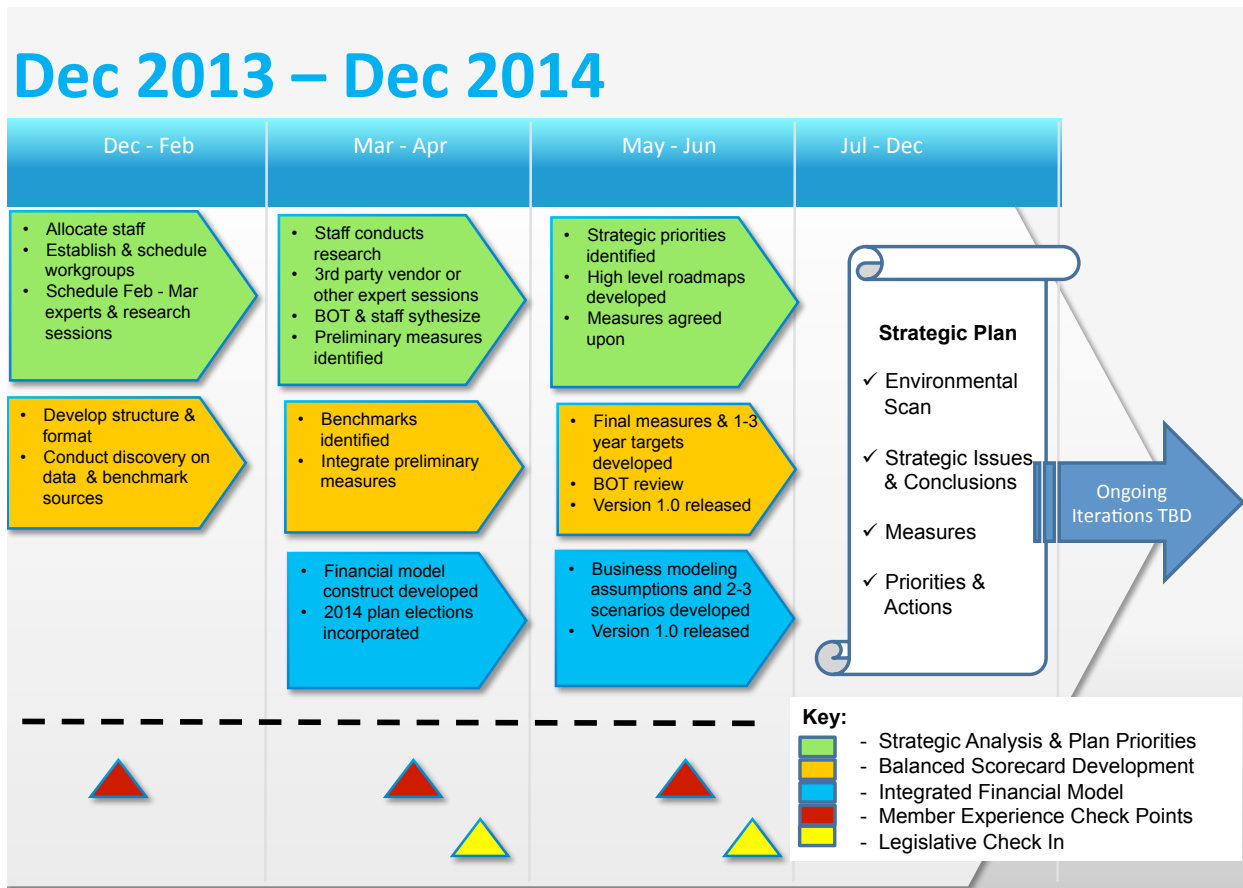 Dec 2013 – Dec 2014
Dec - Feb
Mar - Apr
May - Jun
Jul - Dec
• Allocate staff
• Establish & schedule
workgroups
• Schedule Feb - Mar
experts & research
sessions
• Staff conducts
research
• 3rd party vendor or
other expert sessions
• BOT & staff sythesize
• Preliminary measures
identified
• Strategic priorities
identified
• High level roadmaps
developed
• Measures agreed
upon
• Develop structure &
format
• Conduct discovery on
data & benchmark
sources
• Benchmarks
identified
• Integrate preliminary
measures
• Final measures & 1-3
year targets
developed
• BOT review
• Version 1.0 released
• Financial model
construct developed
• 2014 plan elections
incorporated
• Business modeling
assumptions and 2-3
scenarios developed
• Version 1.0 released
Strategic Plan
✓ Environmental
Scan
✓ Strategic Issues
& Conclusions
✓ Measures
✓ Priorities &
Actions
Ongoing
Iterations TBD
Key:
- Strategic Analysis & Plan Priorities
- Balanced Scorecard Development
- Integrated Financial Model
- Member Experience Check Points
- Legislative Check In